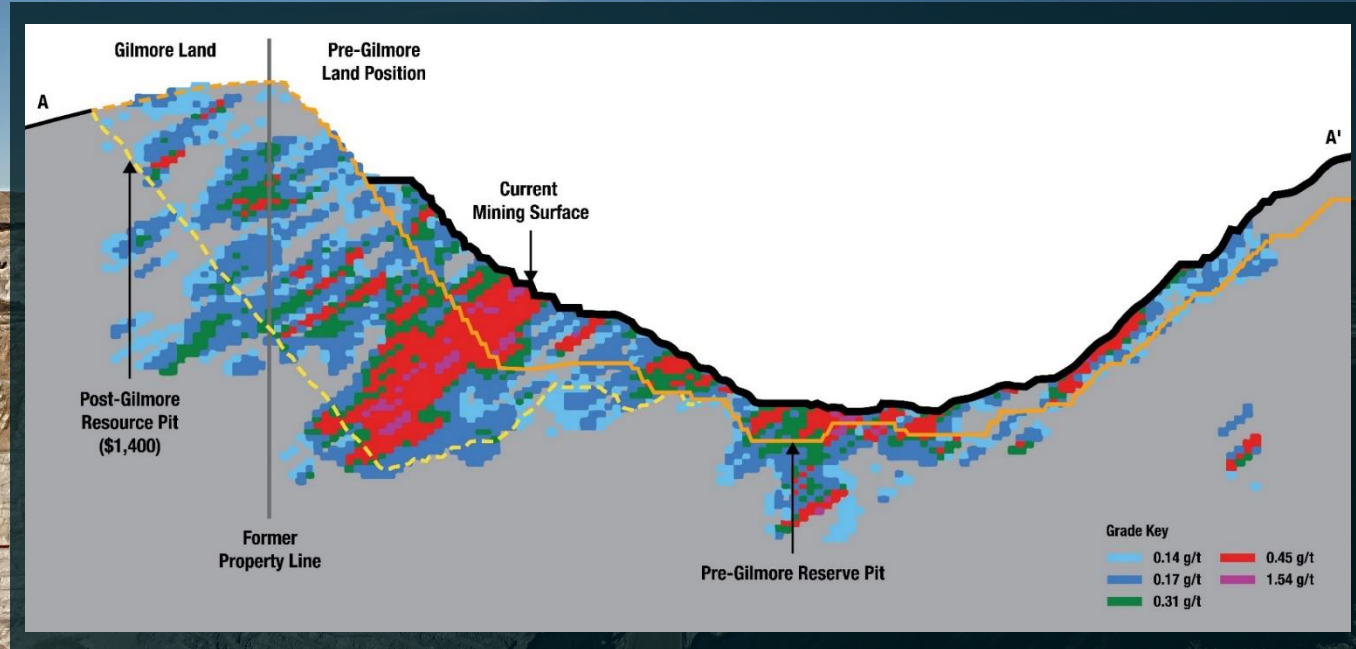 Gilmore Land
Pre-Gilmore
Land Position
A
A'
Current
Mining Surface
Post-Gilmore
Resource Pit
($1,400)
Former
Property Line
Pre-Gilmore Reserve Pit
Grade Key
0.14 g/t
0.45 g/t
0.17 g/t
1.54 g/t
0.31 g/t